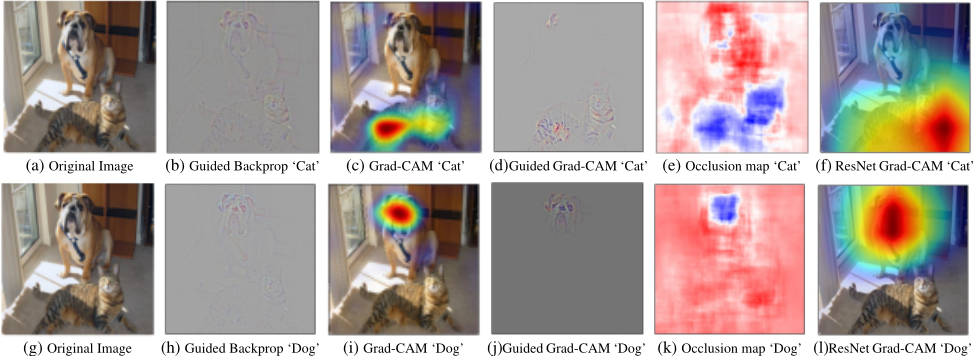 (a) Original Image (b) Guided Backprop ‘Cat’ (c) Grad-CAM ‘Cat’ (d)Guided Grad-CAM ‘Cat’ (e) Occlusion map ‘Cat’ (f) ResNet Grad-CAM ‘Cat’
(g) Original Image (h) Guided Backprop ‘Dog’ (i) Grad-CAM ‘Dog’ (j)Guided Grad-CAM ‘Dog’ (k) Occlusion map ‘Dog’ (l)ResNet Grad-CAM ‘Dog’